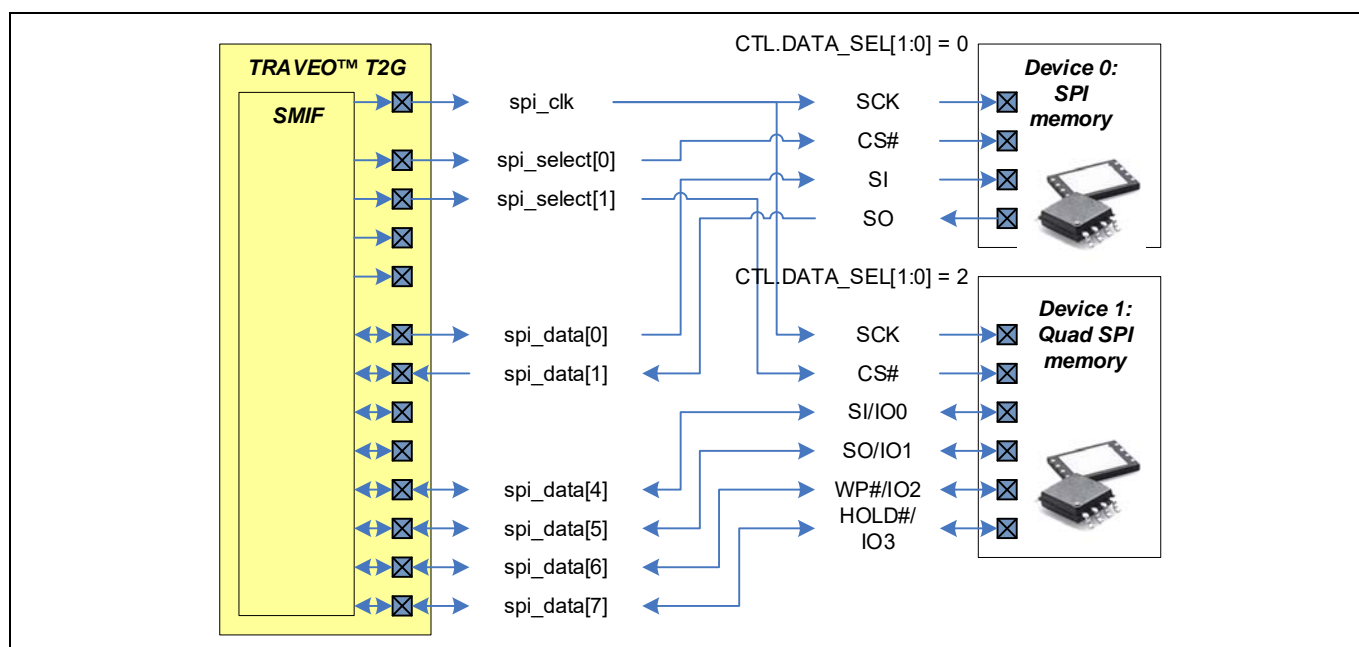 CTL.DATA_SEL[1:0] = 0
TRAVEO™ T2G
SMIF
spi_clk
spi_select[0]
spi_select[1]
spi_data[0]
spi_data[1]
spi_data[4]
spi_data[5]
spi_data[6]
spi_data[7]
SCK
CS#
SI
SO
Device 0:
SPI
memory
CTL.DATA_SEL[1:0] = 2
SCK
CS#
SI/IO0
SO/IO1
WP#/IO2
HOLD#/
IO3
Device 1:
Quad SPI
memory